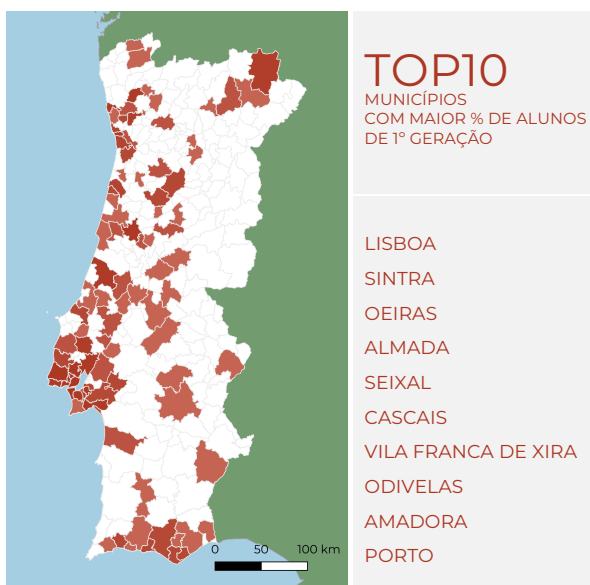 TOP10
MUNICÍPIOS
COM MAIOR % DE ALUNOS
DE 1º GERAÇÃO
LISBOA
SINTRA
OEIRAS
ALMADA
SEIXAL
CASCAIS
VILA FRANCA DE XIRA
ODIVELAS
AMADORA
PORTO
0 50 100 km